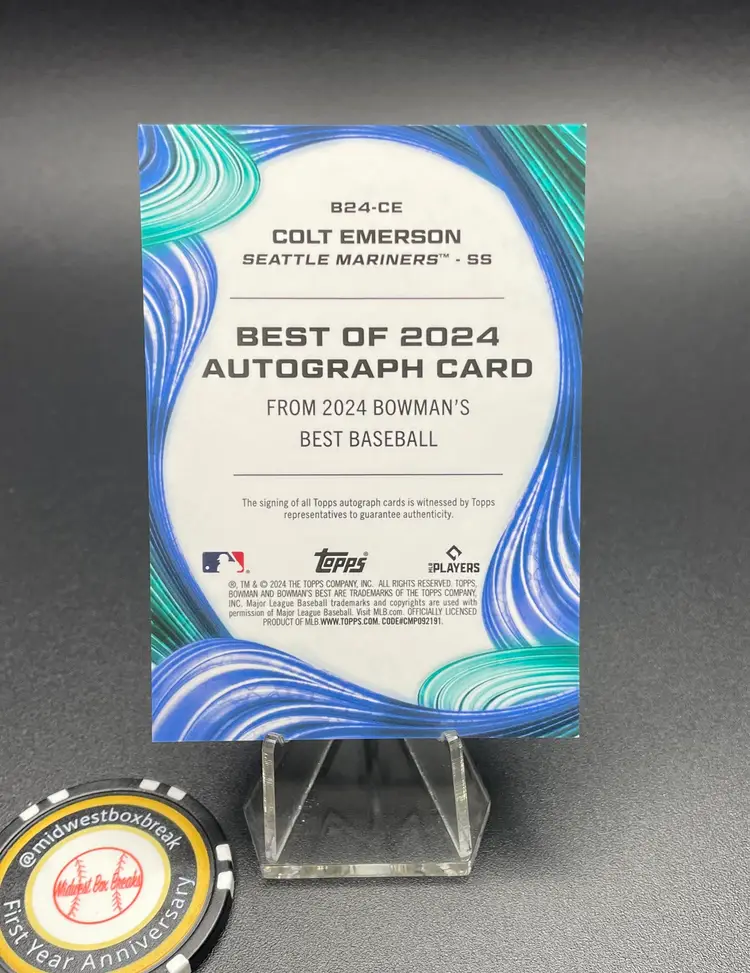 B24-CE
COLT EMERSON
SEATTLE MARINERS™ - SS
BEST OF 2024
AUTOGRAPH CARD
FROM 2024 BOWMAN'S
BEST BASEBALL
The signing of all Topps autograph cards is witnessed by Topps
representatives to guarantee authenticity.
Topps®
MLB PLAYERS
®, TM & © 2024 THE TOPPS COMPANY, INC. ALL RIGHTS RESERVED. TOPPS,
BOWMAN AND BOWMAN'S BEST ARE TRADEMARKS OF THE TOPPS COMPANY,
INC. Major League Baseball trademarks and copyrights are used with
permission of Major League Baseball. Visit MLB.com. OFFICIALLY LICENSED
PRODUCT OF MLB.WWW.TOPPS.COM. CODE#CMP092191.
@midwestboxbreak
Midwest Box Breaks
First Year Anniversary